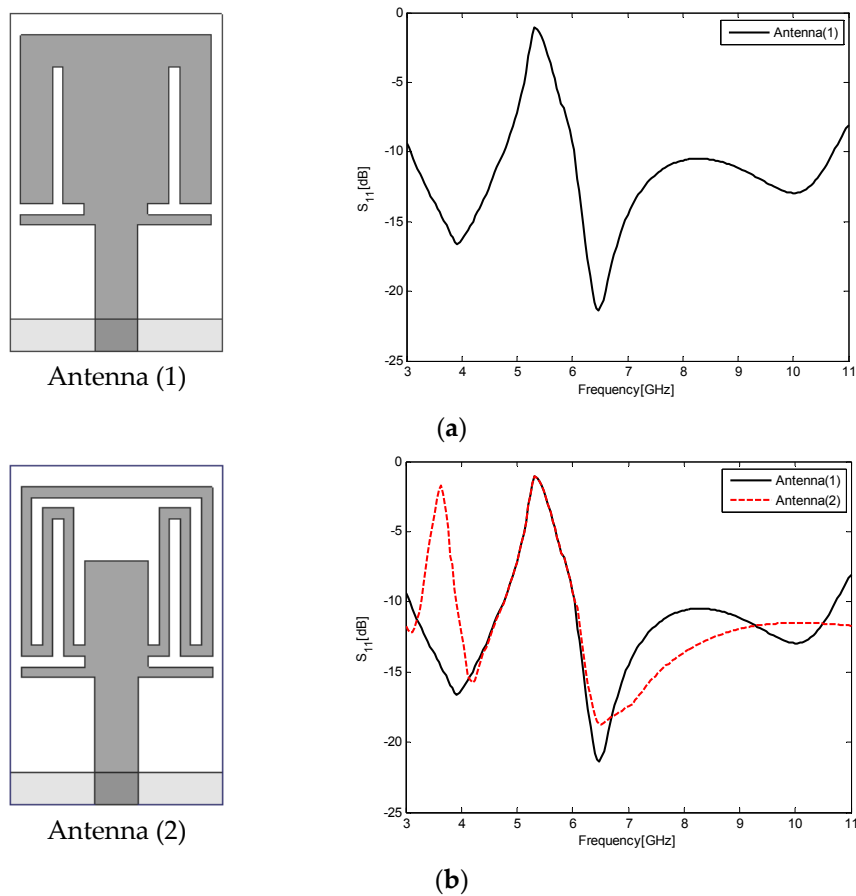 0
-5
-10
-15
-20
-25
3 4 5 6 7 8 9 10 11
S11[dB]
Frequency[GHz]
Antenna(1)
Antenna (1)
(a)
0
-5
-10
-15
-20
-25
3 4 5 6 7 8 9 10 11
S11[dB]
Frequency[GHz]
Antenna(1)
Antenna(2)
Antenna (2)
(b)